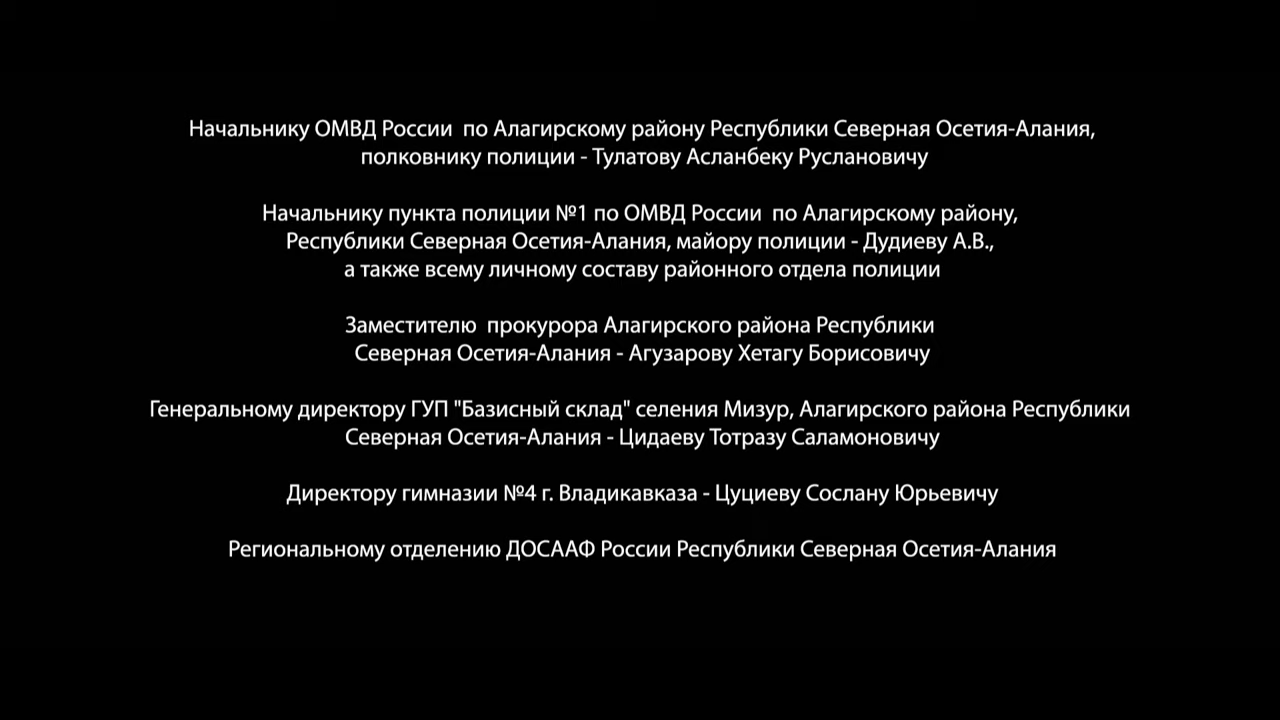 Начальнику ОМВД России  по Алагирскому району Республики Северная Осетия-Алания,
полковнику полиции - Тулатову Асланбеку Руслановичу
Начальнику пункта полиции №1 по ОМВД России  по Алагирскому району,
Республики Северная Осетия-Алания, майору полиции - Дудиеву А.В.,
а также всему личному составу районного отдела полиции
Заместителю  прокурора Алагирского района Республики
Северная Осетия-Алания - Агузарову Хетагу Борисовичу
Генеральному директору ГУП "Базисный склад" селения Мизур, Алагирского района Республики
Северная Осетия-Алания - Цидаеву Тотразу Саламоновичу
Директору гимназии №4 г. Владикавказа - Цуциеву Сослану Юрьевичу
Региональному отделению ДОСААФ России Республики Северная Осетия-Алания